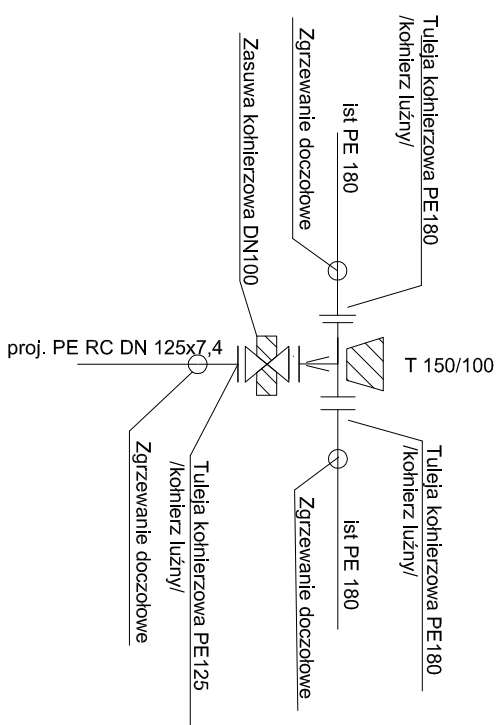 Tuleja kołnierzowa PE180
/kołnierz luźny/
ist PE 180
Zgrzewanie doczołowe
Zasuwa kołnierzowa DN100
proj. PE RC DN 125x7,4
T 150/100
Tuleja kołnierzowa PE180
/kołnierz luźny/
ist PE 180
Zgrzewanie doczołowe
Tuleja kołnierzowa PE125
/kołnierz luźny/
Zgrzewanie doczołowe